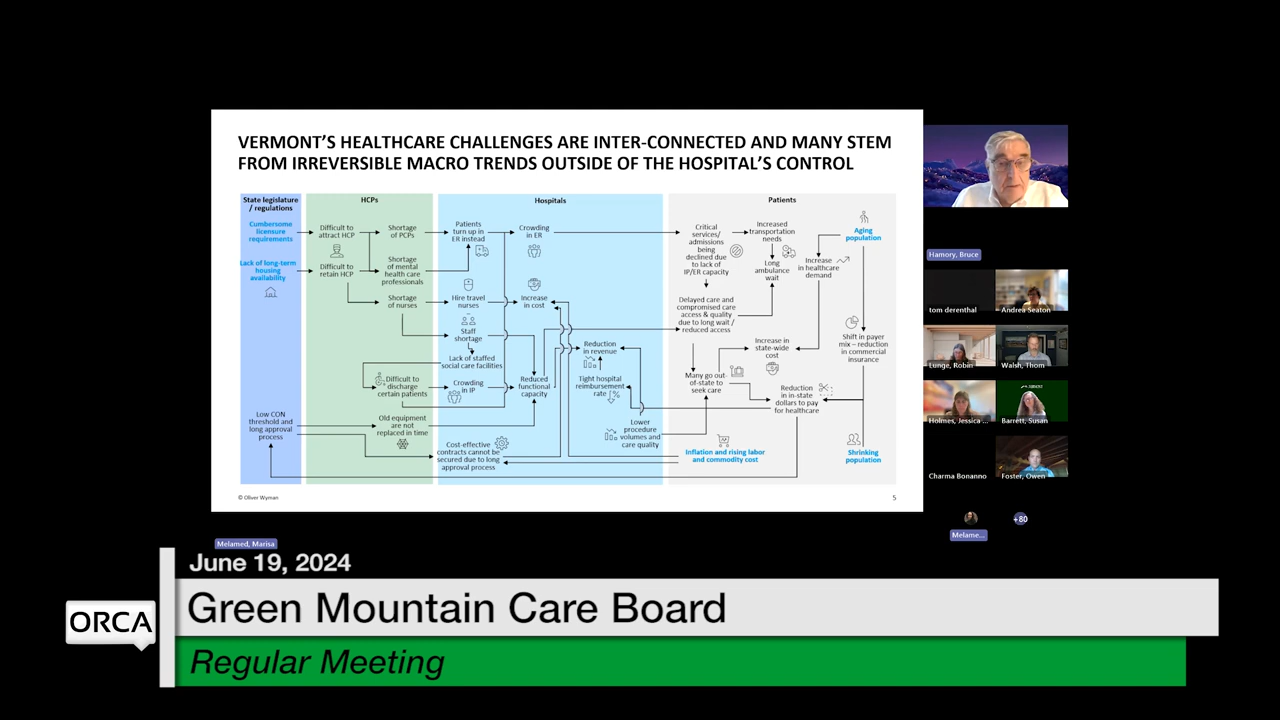 VERMONT'S HEALTHCARE CHALLENGES ARE INTER-CONNECTED AND MANY STEM
FROM IRREVERSIBLE MACRO TRENDS OUTSIDE OF THE HOSPITAL'S CONTROL
State legislature
/ regulations
Cumbersome
licensure
requirements
Lack of long-term
housing
availability
Low CON
threshold and
long approval
process
HCPs
Difficult to
attract HCP
Shortage
of PCPs
Difficult to
retain HCP
Shortage
of mental
health care
professionals
Shortage
of nurses
Difficult to
discharge
certain patients
Old equipment
are not
replaced in time
Hospitals
Patients
turn up in
ER instead
Crowding
in ER
Hire travel
nurses
Increase
in cost
Staff
shortage
Lack of staffed
social care facilities
Reduction
in revenue
Crowding
in IP
Reduced
functional
capacity
Tight hospital
reimbursement
rate
Cost-effective
contracts cannot be
secured due to long
approval process
Lower
procedure
volumes and
care quality
Patients
Critical
services/
admissions
being
declined due
to lack of
IP/ER capacity
Increased
transportation
needs
Long
ambulance
wait
Increase
in healthcare
demand
Aging
population
Delayed care and
compromised care
access & quality
due to long wait /
reduced access
Increase in
state-wide
cost
Shift in payer
mix – reduction
in commercial
insurance
Many go out-
of-state to
seek care
Reduction
in in-state
dollars to pay
for healthcare
Inflation and rising labor
and commodity cost
Shrinking
population
© Oliver Wyman
5
Hamory, Bruce
tom derenthal
Andrea Seaton
Lunge, Robin
Walsh, Thom
Holmes, Jessica ...
Barrett, Susan
Charma Bonanno
Foster, Owen
+80
Melame...
Melamed, Marisa
June 19, 2024
ORCA
Green Mountain Care Board
Regular Meeting